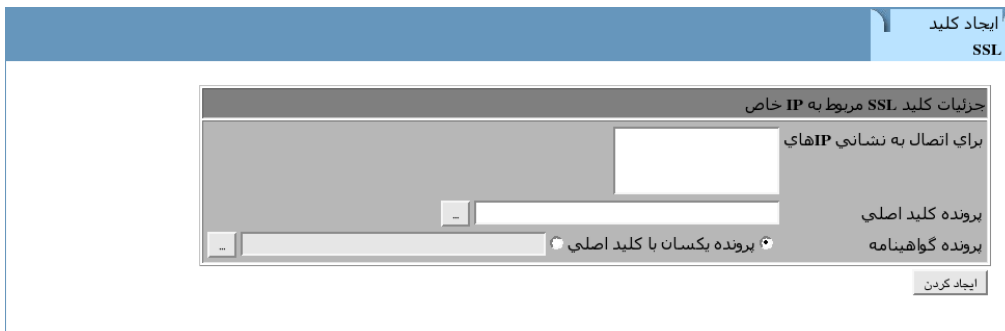 ایجاد کلید
SSL
جزئیات کلید SSL مربوط به IP خاص
براي اتصال به نشاني IPهاي
پرونده کلید اصلي
...
پرونده گواهینامه
پرونده یکسان با کلید اصلي
...
ایجاد کردن